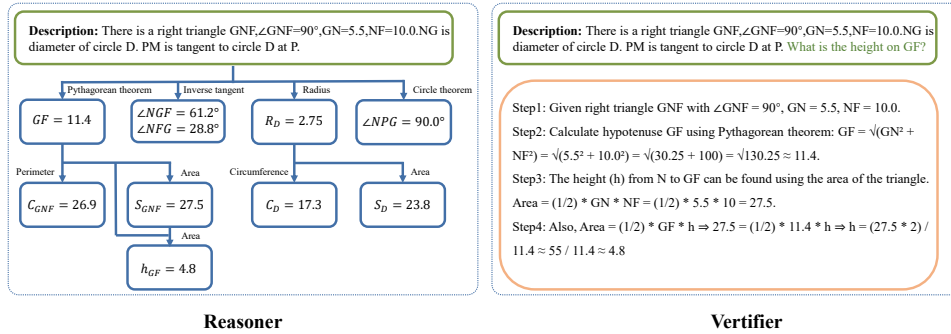 Description: There is a right triangle GNF,∠GNF=90°,GN=5.5,NF=10.0.NG is
diameter of circle D. PM is tangent to circle D at P.
Pythagorean theorem
Inverse tangent
Radius
Circle theorem
GF = 11.4
∠NGF = 61.2°
∠NFG = 28.8°
R_D = 2.75
∠NPG = 90.0°
Perimeter
Area
Circumference
Area
C_GNF = 26.9
S_GNF = 27.5
C_D = 17.3
S_D = 23.8
Area
h_GF = 4.8
Reasoner
Description: There is a right triangle GNF,∠GNF=90°,GN=5.5,NF=10.0.NG is
diameter of circle D. PM is tangent to circle D at P. What is the height on GF?
Step1: Given right triangle GNF with ∠GNF = 90°, GN = 5.5, NF = 10.0.
Step2: Calculate hypotenuse GF using Pythagorean theorem: GF = √(GN² +
NF²) = √(5.5² + 10.0²) = √(30.25 + 100) = √130.25 ≈ 11.4.
Step3: The height (h) from N to GF can be found using the area of the triangle.
Area = (1/2) * GN * NF = (1/2) * 5.5 * 10 = 27.5.
Step4: Also, Area = (1/2) * GF * h ⇒ 27.5 = (1/2) * 11.4 * h ⇒ h = (27.5 * 2) /
11.4 ≈ 55 / 11.4 ≈ 4.8
Vertifier